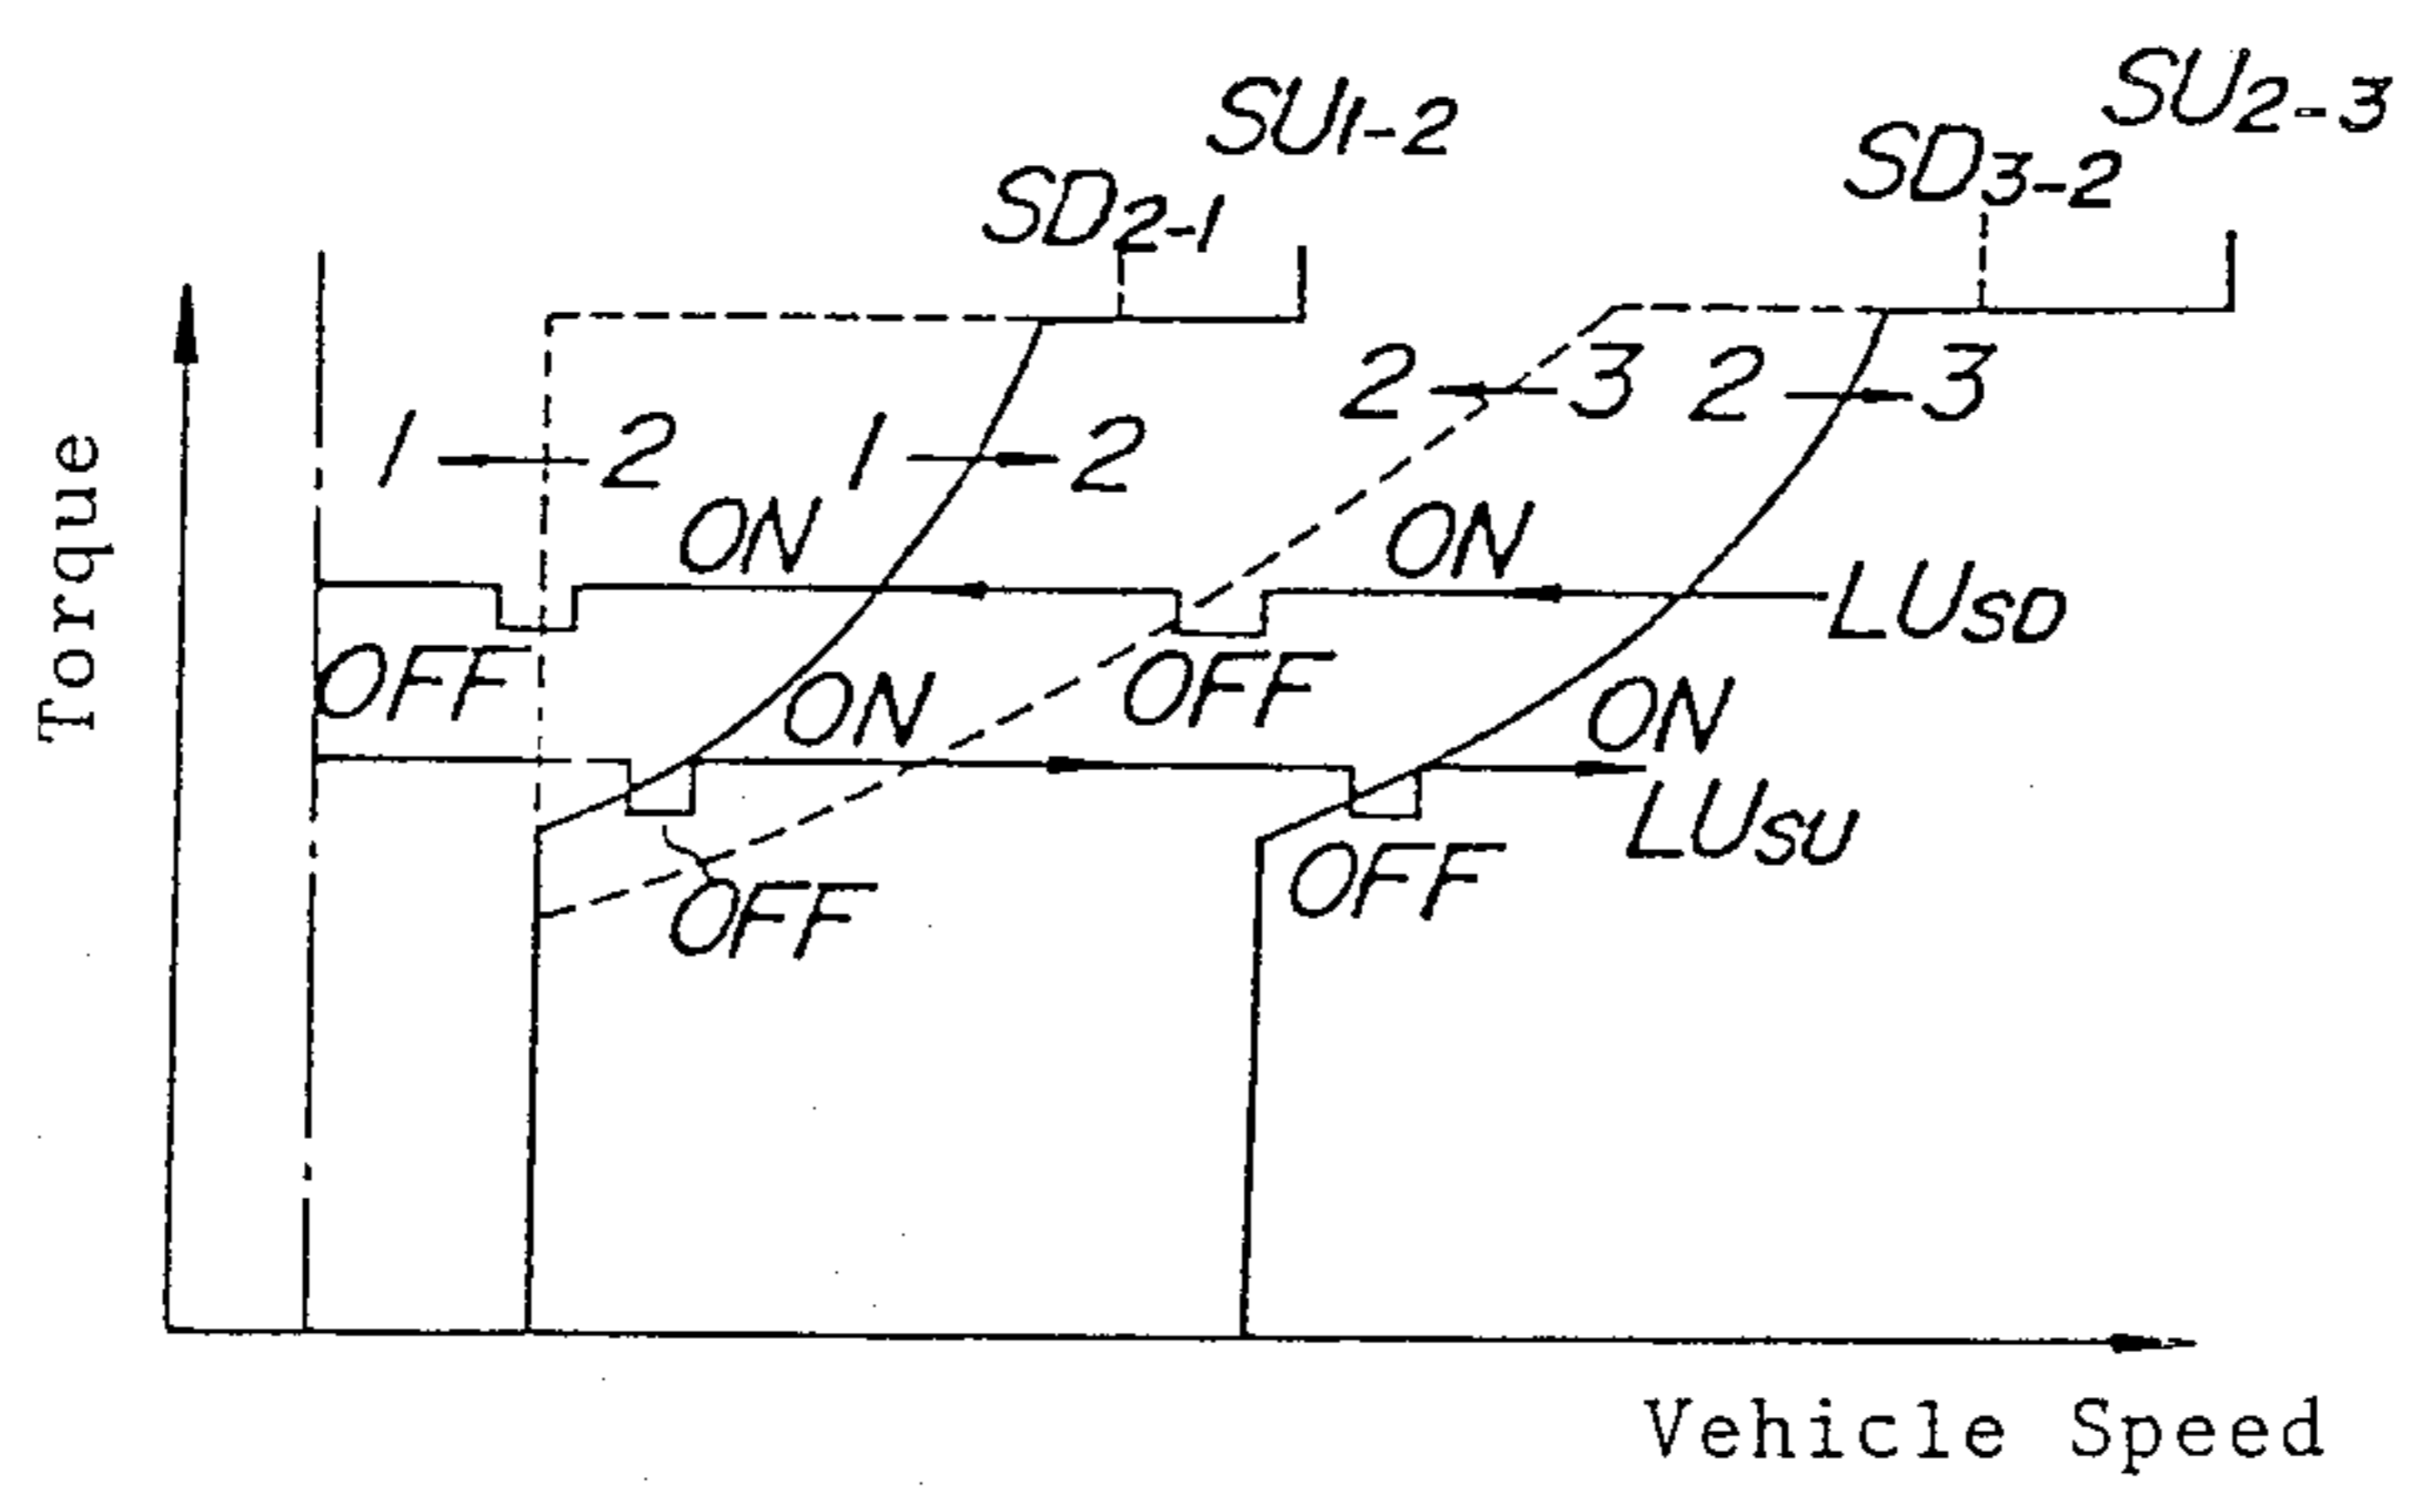 SU1-2
SU2-3
SD2-1
SD3-2
2 3 2 3
1 2 1 2
ON ON
LUSD
OFF ON OFF ON
LUSU
OFF OFF
Torque
Vehicle Speed